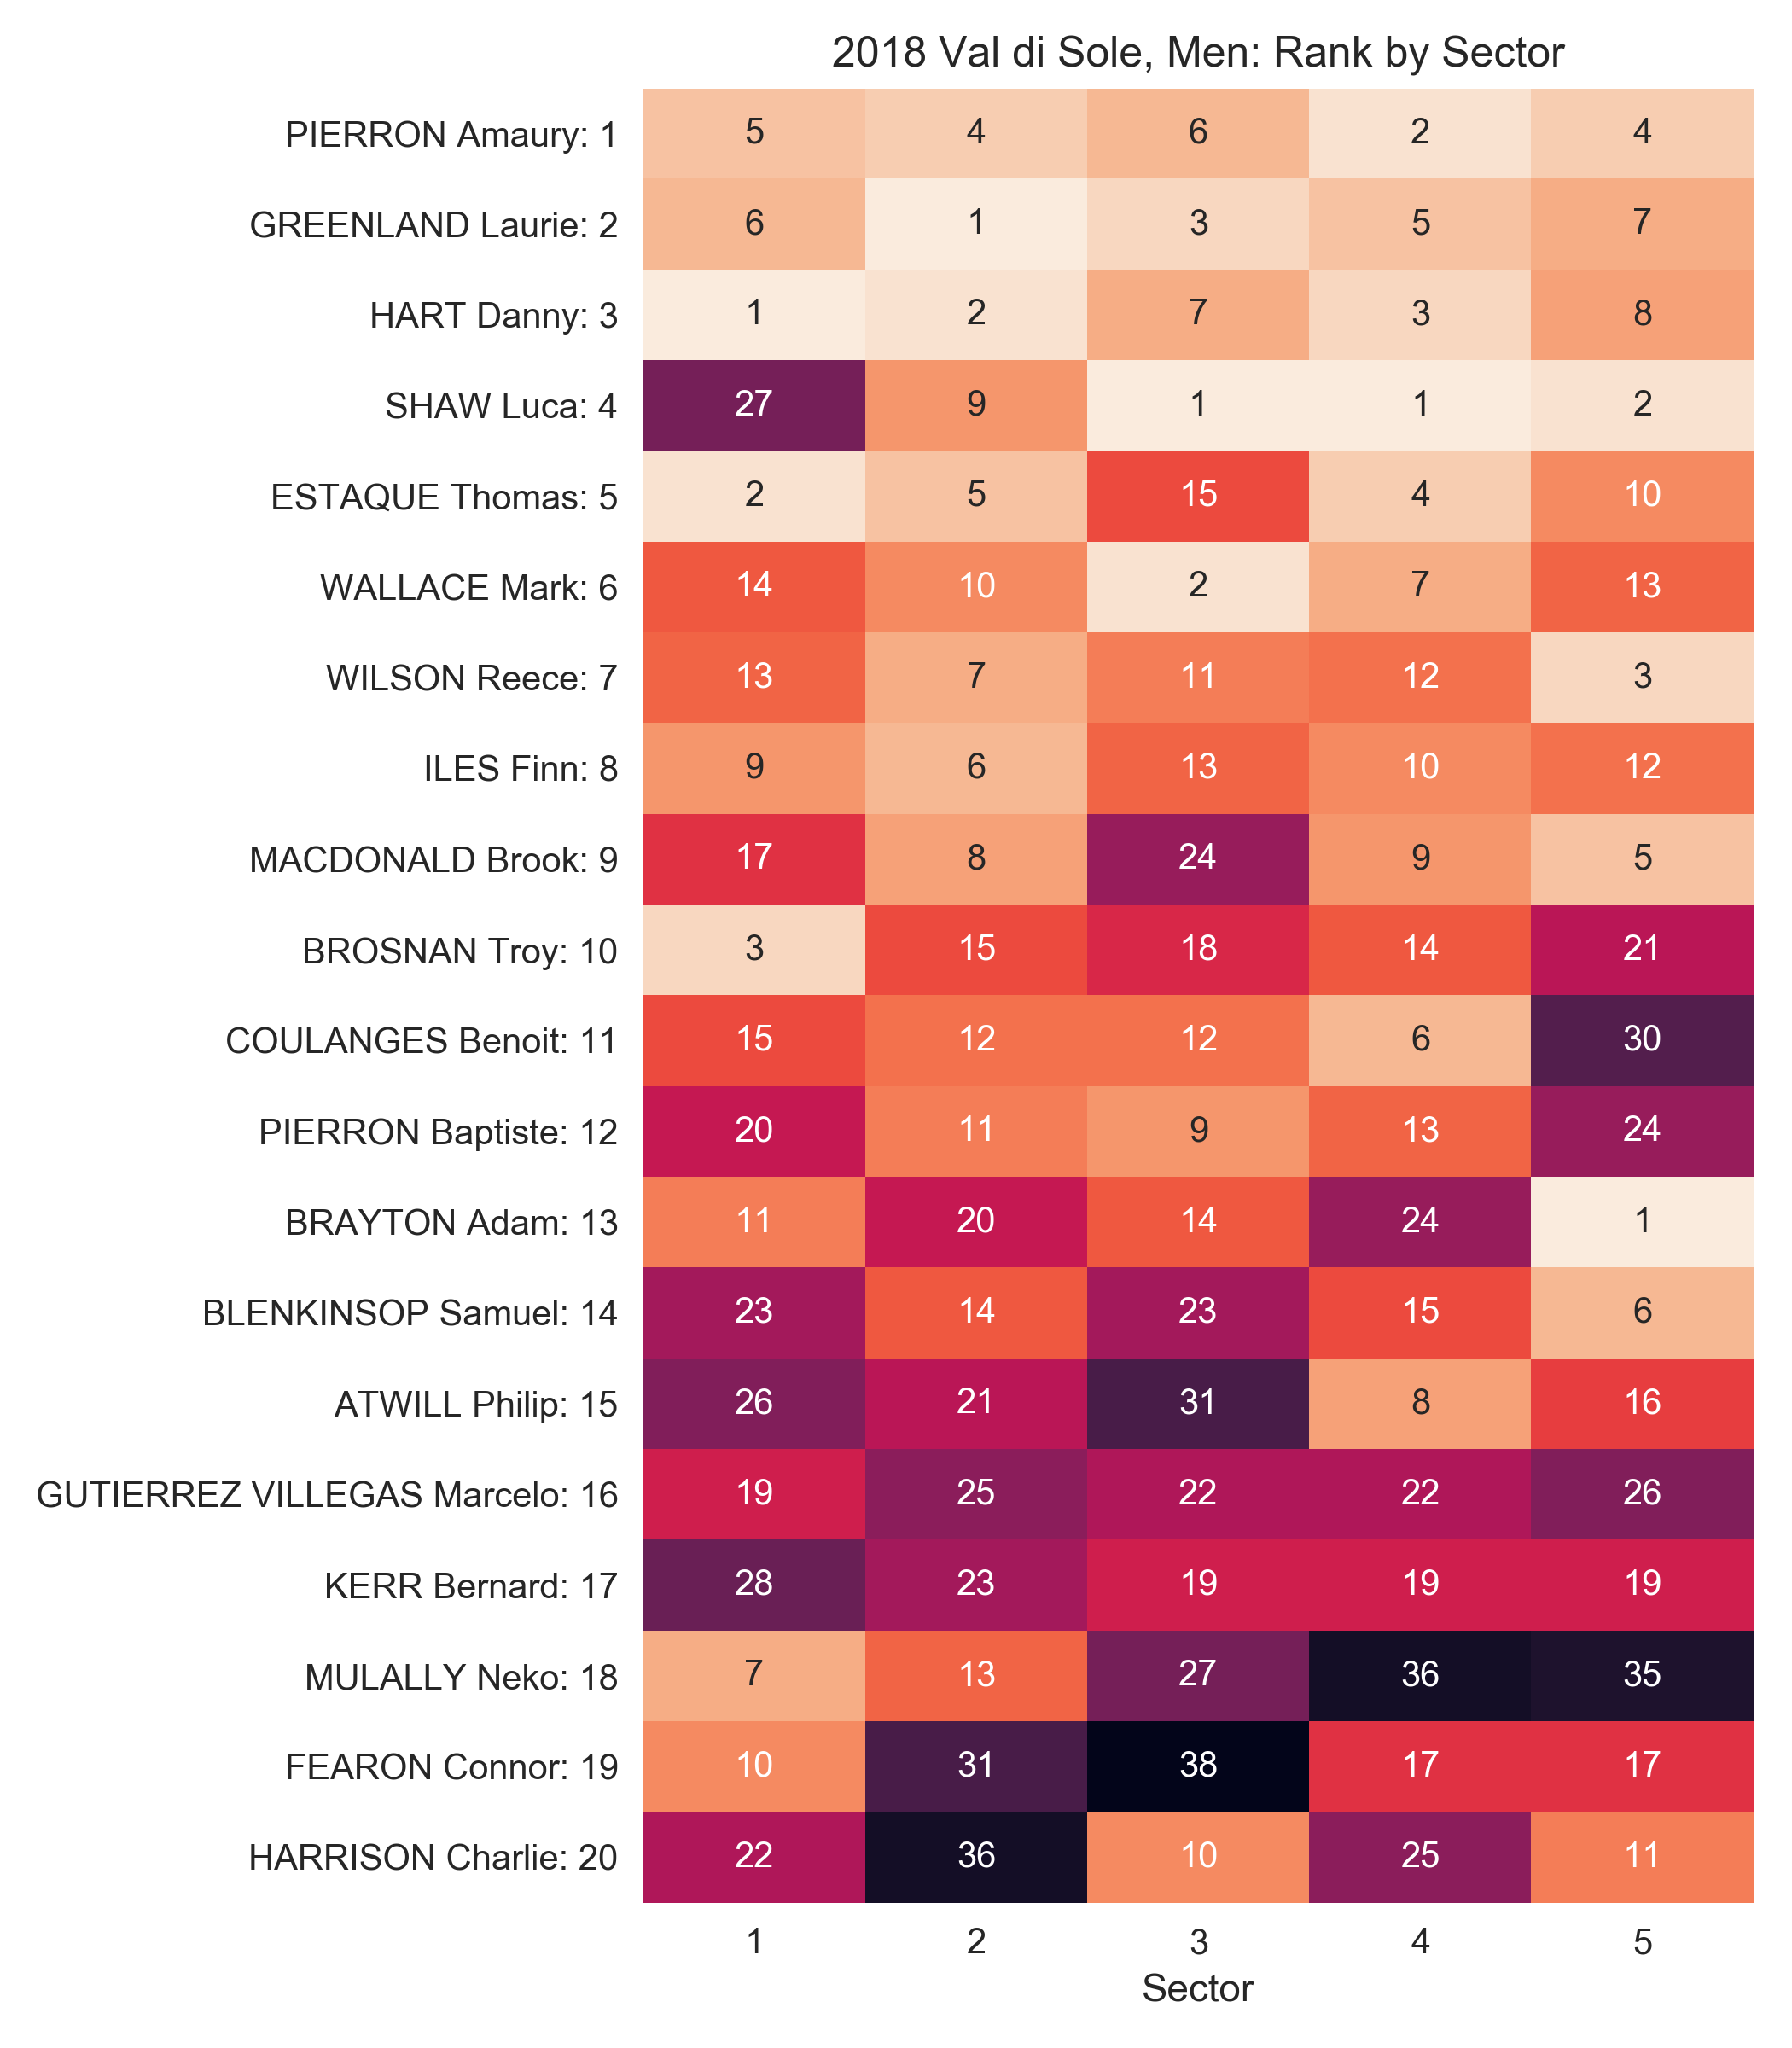 2018 Val di Sole, Men: Rank by Sector
PIERRON Amaury: 1 5 4 6 2 4
GREENLAND Laurie: 2 6 1 3 5 7
HART Danny: 3 1 2 7 3 8
SHAW Luca: 4 27 9 1 1 2
ESTAQUE Thomas: 5 2 5 15 4 10
WALLACE Mark: 6 14 10 2 7 13
WILSON Reece: 7 13 7 11 12 3
ILES Finn: 8 9 6 13 10 12
MACDONALD Brook: 9 17 8 24 9 5
BROSNAN Troy: 10 3 15 18 14 21
COULANGES Benoit: 11 15 12 12 6 30
PIERRON Baptiste: 12 20 11 9 13 24
BRAYTON Adam: 13 11 20 14 24 1
BLENKINSOP Samuel: 14 23 14 23 15 6
ATWILL Philip: 15 26 21 31 8 16
GUTIERREZ VILLEGAS Marcelo: 16 19 25 22 22 26
KERR Bernard: 17 28 23 19 19 19
MULALLY Neko: 18 7 13 27 36 35
FEARON Connor: 19 10 31 38 17 17
HARRISON Charlie: 20 22 36 10 25 11
1 2 3 4 5
Sector